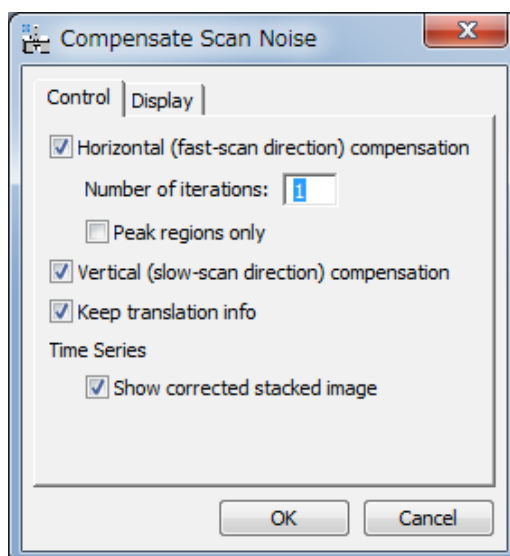 Compensate Scan Noise
Control Display
Horizontal (fast-scan direction) compensation
Number of iterations: 1
Peak regions only
Vertical (slow-scan direction) compensation
Keep translation info
Time Series
Show corrected stacked image
OK Cancel